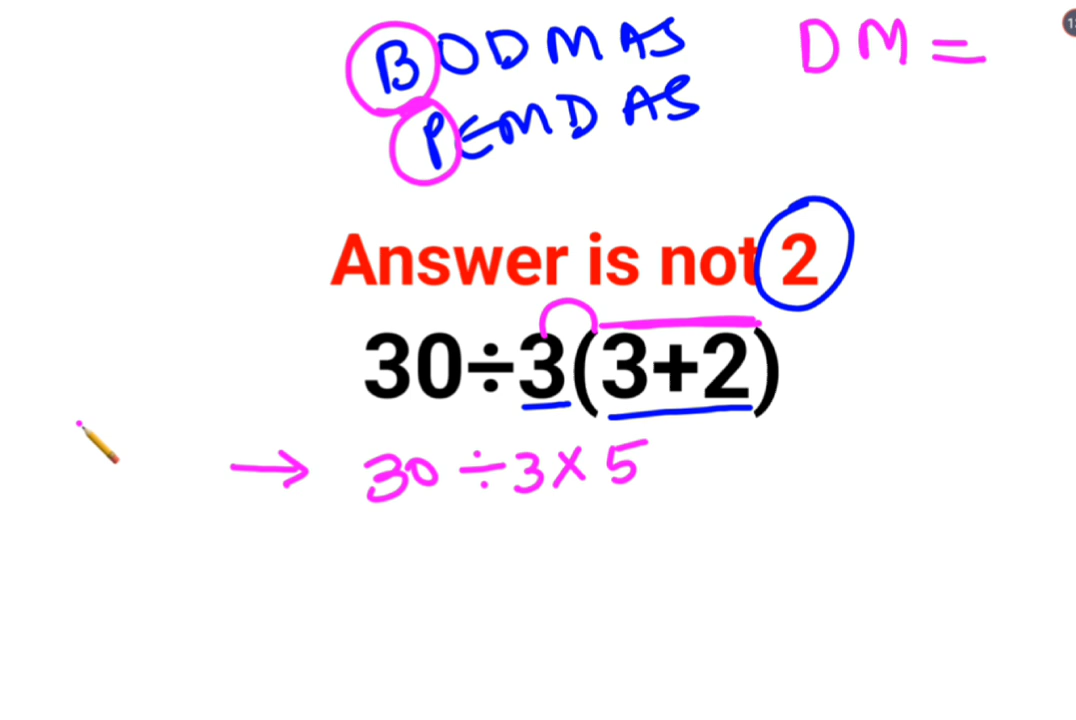 BODMAS DM=
PEMDAS
Answer is not 2
30÷3(3+2)
→ 30÷3×5